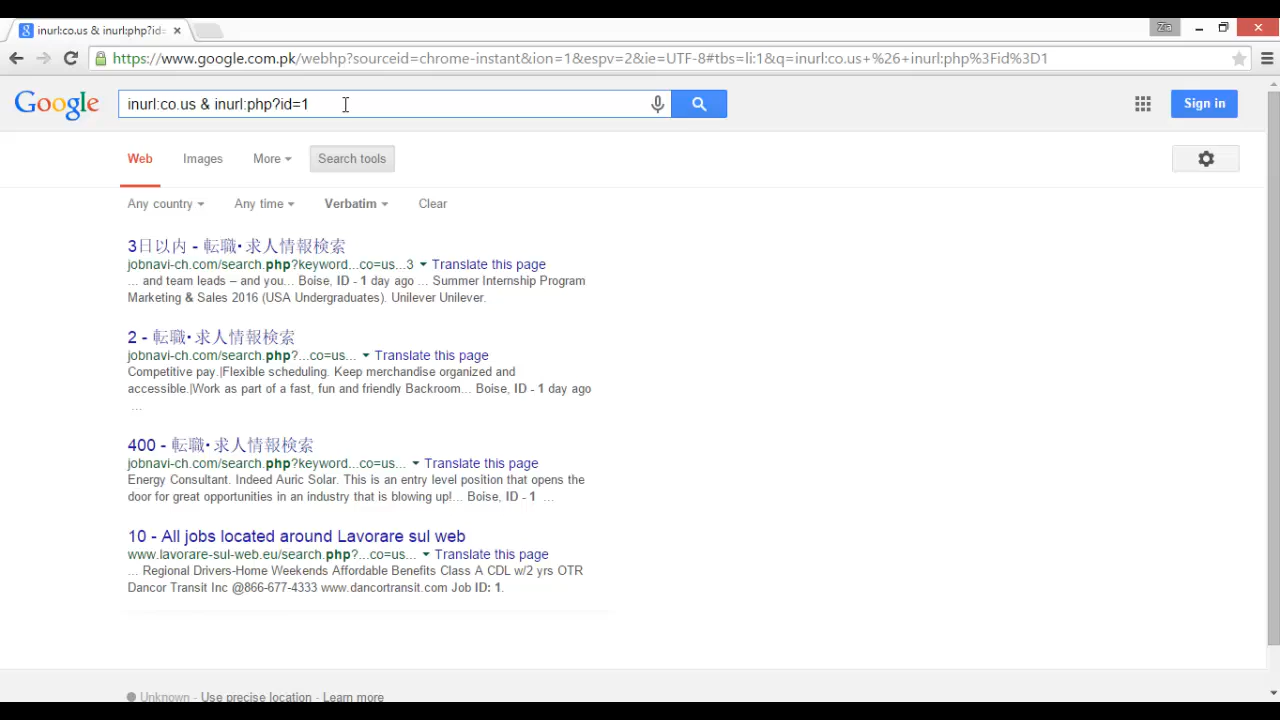 inurl:co.us & inurl:php?id=
Za
https://www.google.com.pk/webhp?sourceid=chrome-instant&ion=1&espv=2&ie=UTF-8#tbs=li:1&q=inurl:co.us+%26+inurl:php%3Fid%3D1
Google
inurl:co.us & inurl:php?id=1
Sign in
Web Images More Search tools
Any country Any time Verbatim Clear
3日以内 - 転職・求人情報検索
jobnavi-ch.com/search.php?keyword...co=us...3 Translate this page
... and team leads – and you... Boise, ID - 1 day ago ... Summer Internship Program
Marketing & Sales 2016 (USA Undergraduates). Unilever Unilever.
2 - 転職・求人情報検索
jobnavi-ch.com/search.php?...co=us... Translate this page
Competitive pay.|Flexible scheduling. Keep merchandise organized and
accessible.|Work as part of a fast, fun and friendly Backroom... Boise, ID - 1 day ago
...
400 - 転職・求人情報検索
jobnavi-ch.com/search.php?keyword...co=us... Translate this page
Energy Consultant. Indeed Auric Solar. This is an entry level position that opens the
door for great opportunities in an industry that is blowing up!... Boise, ID - 1 ...
10 - All jobs located around Lavorare sul web
www.lavorare-sul-web.eu/search.php?...co=us... Translate this page
... Regional Drivers-Home Weekends Affordable Benefits Class A CDL w/2 yrs OTR
Dancor Transit Inc @866-677-4333 www.dancortransit.com Job ID: 1.
Unknown - Use precise location - Learn more